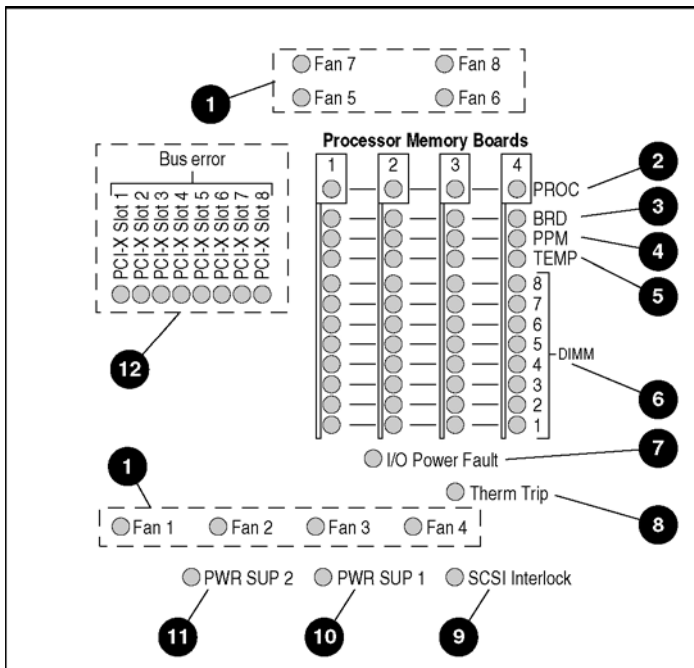 Fan 7 Fan 8
1
Fan 5 Fan 6
Processor Memory Boards
Bus error
1 2 3 4
2
PROC
PCI-X Slot 1
PCI-X Slot 2
PCI-X Slot 3
PCI-X Slot 4
PCI-X Slot 5
PCI-X Slot 6
PCI-X Slot 7
PCI-X Slot 8
BRD
3
PPM
4
TEMP
5
8
7
6
5
DIMM
4
3
2
1
12
6
I/O Power Fault
7
1
Therm Trip
8
Fan 1 Fan 2 Fan 3 Fan 4
PWR SUP 2 PWR SUP 1 SCSI Interlock
11 10 9